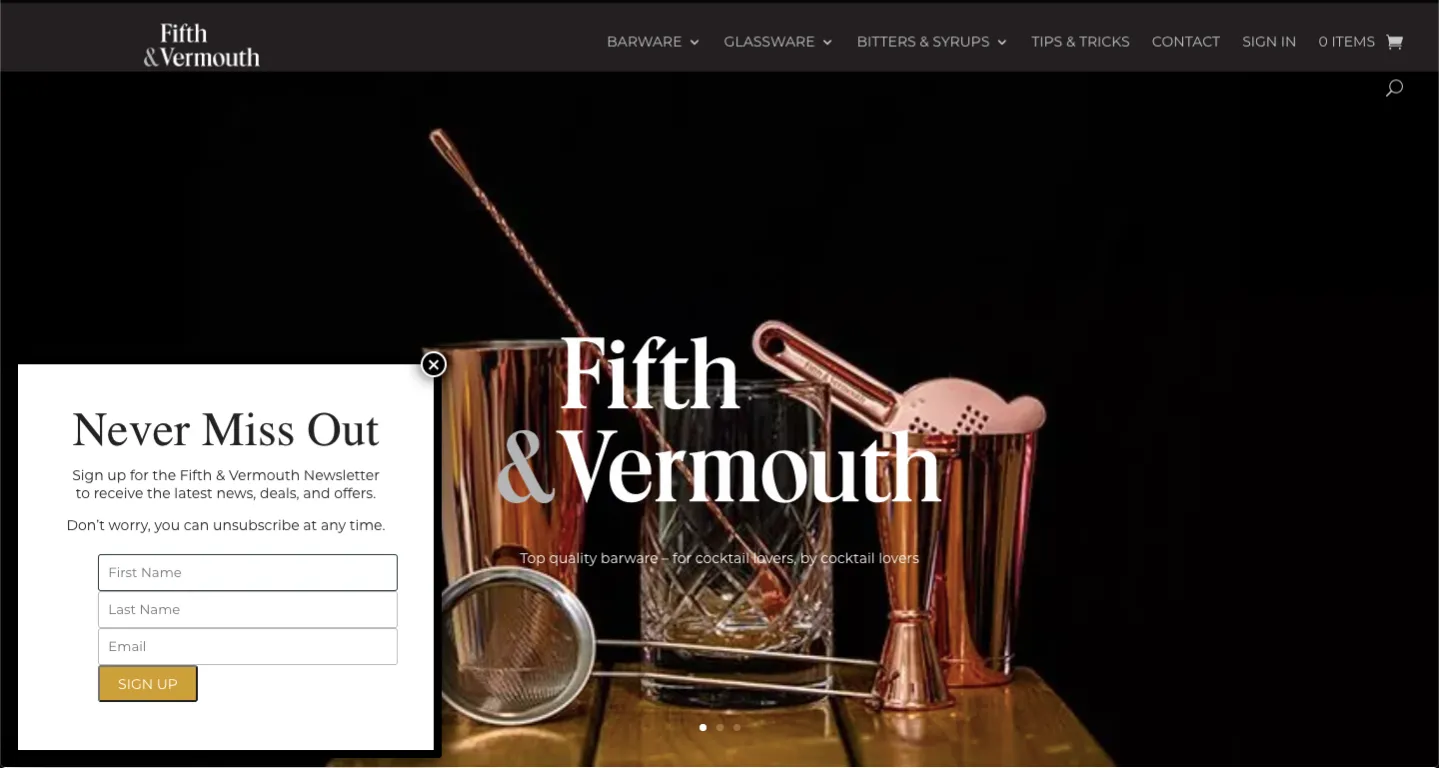 Fifth
&Vermouth
BARWARE
GLASSWARE
BITTERS & SYRUPS
TIPS & TRICKS
CONTACT
SIGN IN
0 ITEMS
Fifth
&Vermouth
Top quality barware – for cocktail lovers, by cocktail lovers
Never Miss Out
Sign up for the Fifth & Vermouth Newsletter
to receive the latest news, deals, and offers.
Don't worry, you can unsubscribe at any time.
First Name
Last Name
Email
SIGN UP